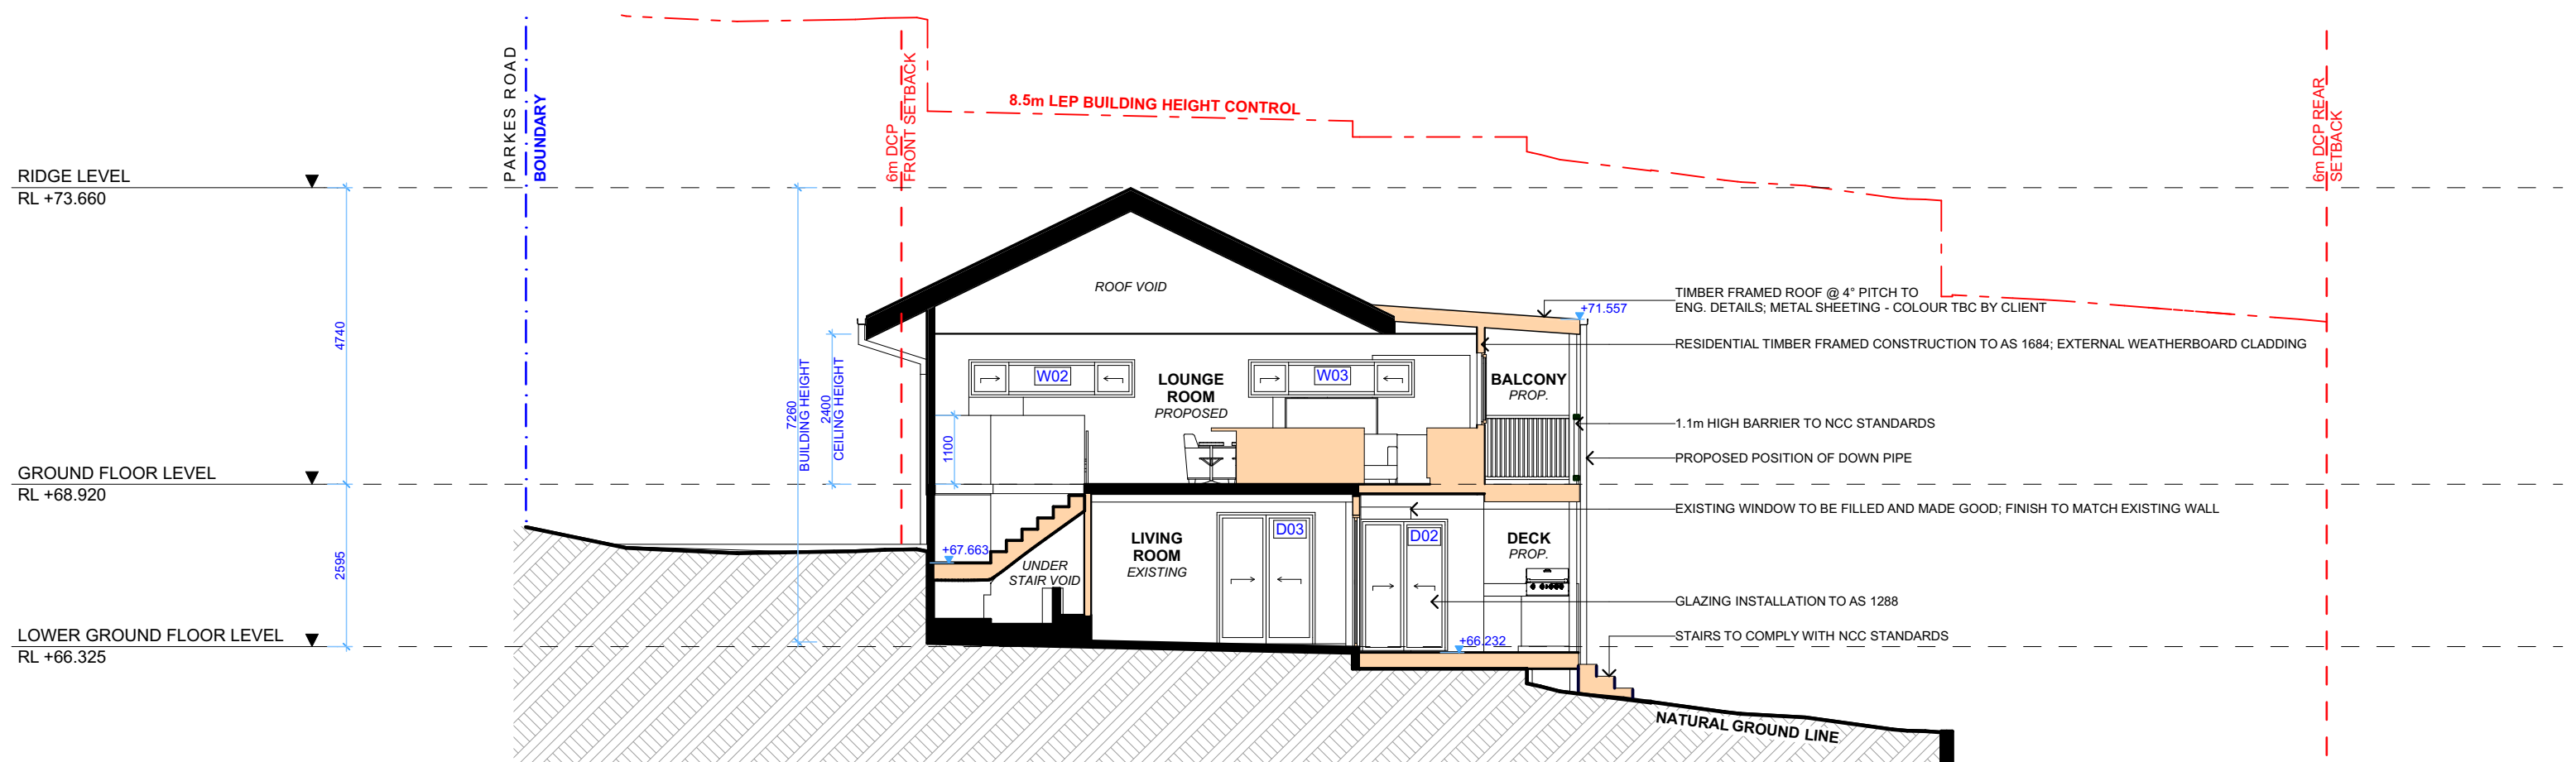 PARKES ROAD
BOUNDARY
6m DCP
FRONT SETBACK
8.5m LEP BUILDING HEIGHT CONTROL
6m DCP REAR
SETBACK
RIDGE LEVEL
RL +73.660
4740
GROUND FLOOR LEVEL
RL +68.920
2595
LOWER GROUND FLOOR LEVEL
RL +66.325
7260
BUILDING HEIGHT
2400
CEILING HEIGHT
1100
ROOF VOID
W02
LOUNGE
ROOM
PROPOSED
W03
BALCONY
PROP.
+71.557
TIMBER FRAMED ROOF @ 4° PITCH TO
ENG. DETAILS; METAL SHEETING - COLOUR TBC BY CLIENT
RESIDENTIAL TIMBER FRAMED CONSTRUCTION TO AS 1684; EXTERNAL WEATHERBOARD CLADDING
1.1m HIGH BARRIER TO NCC STANDARDS
PROPOSED POSITION OF DOWN PIPE
EXISTING WINDOW TO BE FILLED AND MADE GOOD; FINISH TO MATCH EXISTING WALL
+67.663
UNDER
STAIR VOID
LIVING
ROOM
EXISTING
D03
D02
DECK
PROP.
GLAZING INSTALLATION TO AS 1288
+66.232
STAIRS TO COMPLY WITH NCC STANDARDS
NATURAL GROUND LINE